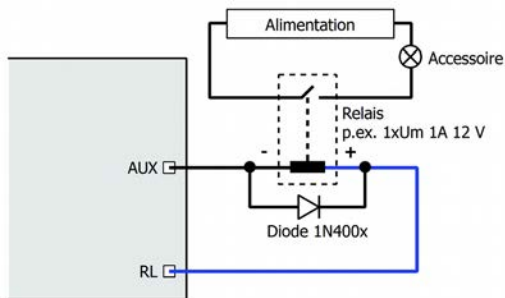 Alimentation
Accessoire
Relais
p.ex. 1xUm 1A 12 V
- +
AUX
Diode 1N400x
RL